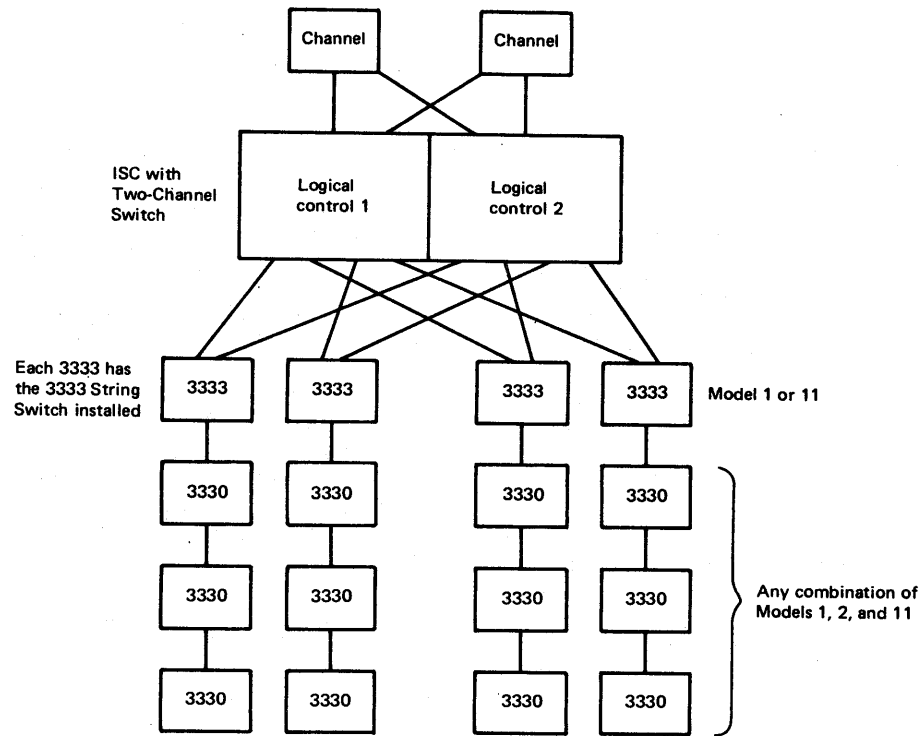 Channel
Channel
ISC with
Two-Channel
Switch
Logical
control 1
Logical
control 2
Each 3333 has
the 3333 String
Switch installed
3333
3333
3333
3333
Model 1 or 11
3330
3330
3330
3330
3330
3330
3330
3330
Any combination of
Models 1, 2, and 11
3330
3330
3330
3330